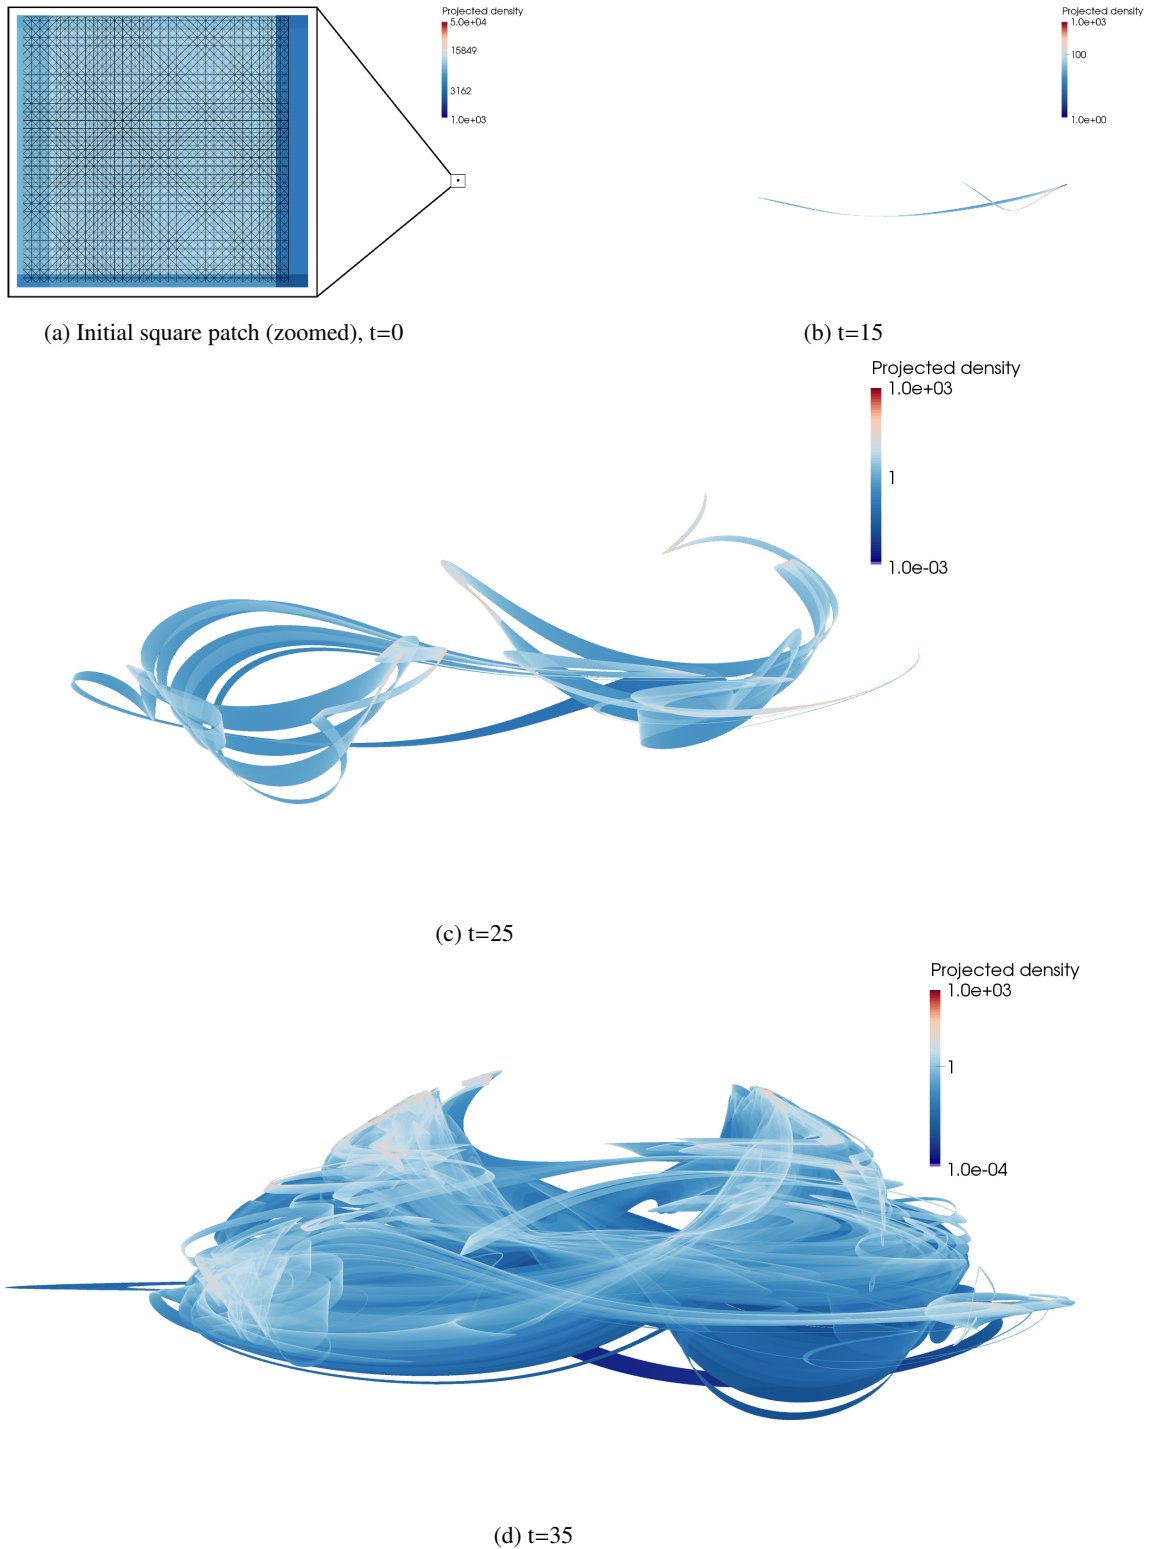 Projected density
5.0e+04
15849
3162
1.0e+03
Projected density
1.0e+03
100
1.0e+00
(a) Initial square patch (zoomed), t=0
(b) t=15
Projected density
1.0e+03
1
1.0e-03
(c) t=25
Projected density
1.0e+03
1
1.0e-04
(d) t=35